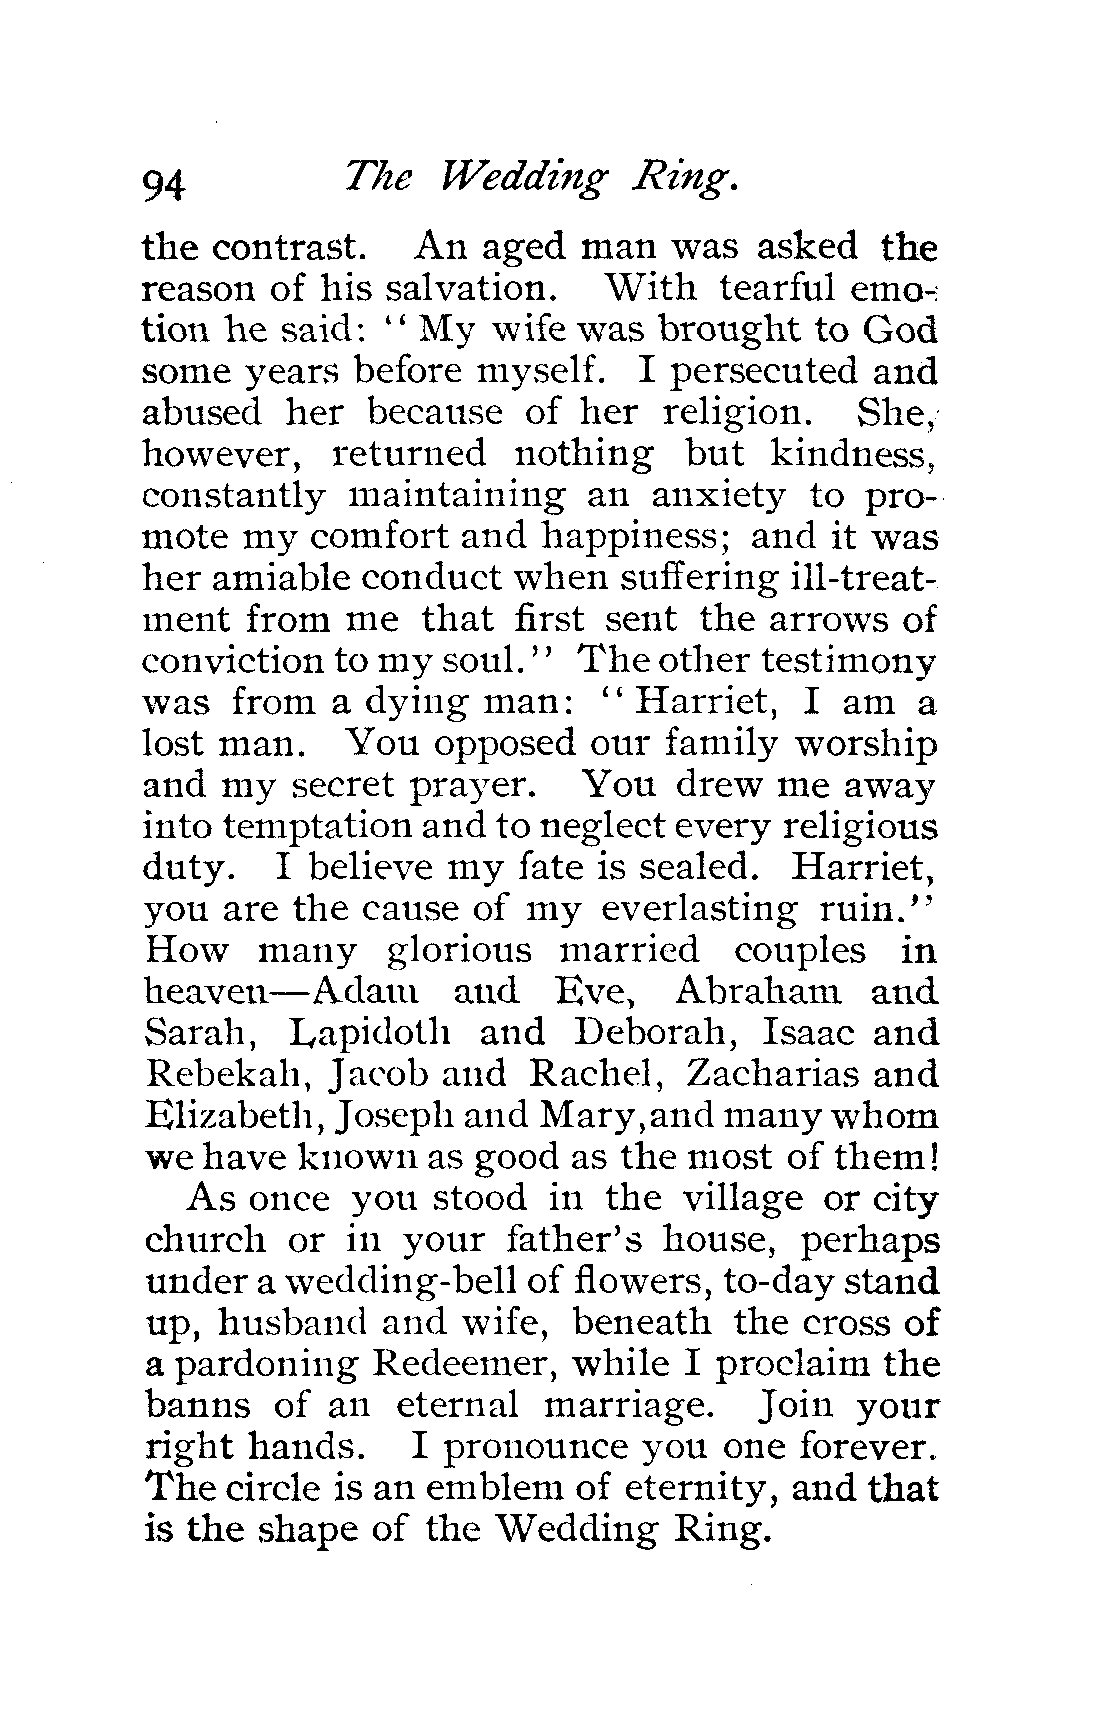 94 The Wedding Ring.
the contrast. An aged man was asked the
reason of his salvation. With tearful emo-
tion he said: “ My wife was brought to God
some years before myself. I persecuted and
abused her because of her religion. She,
however, returned nothing but kindness,
constantly maintaining an anxiety to pro-
mote my comfort and happiness; and it was
her amiable conduct when suffering ill-treat-
ment from me that first sent the arrows of
conviction to my soul.” The other testimony
was from a dying man: “ Harriet, I am a
lost man. You opposed our family worship
and my secret prayer. You drew me away
into temptation and to neglect every religious
duty. I believe my fate is sealed. Harriet,
you are the cause of my everlasting ruin.”
How many glorious married couples in
heaven—Adam and Eve, Abraham and
Sarah, Lapidoth and Deborah, Isaac and
Rebekah, Jacob and Rachel, Zacharias and
Elizabeth, Joseph and Mary,and many whom
we have known as good as the most of them!
As once you stood in the village or city
church or in your father’s house, perhaps
under a wedding-bell of flowers, to-day stand
up, husband and wife, beneath the cross of
a pardoning Redeemer, while I proclaim the
banns of an eternal marriage. Join your
right hands. I pronounce you one forever.
The circle is an emblem of eternity, and that
is the shape of the Wedding Ring.